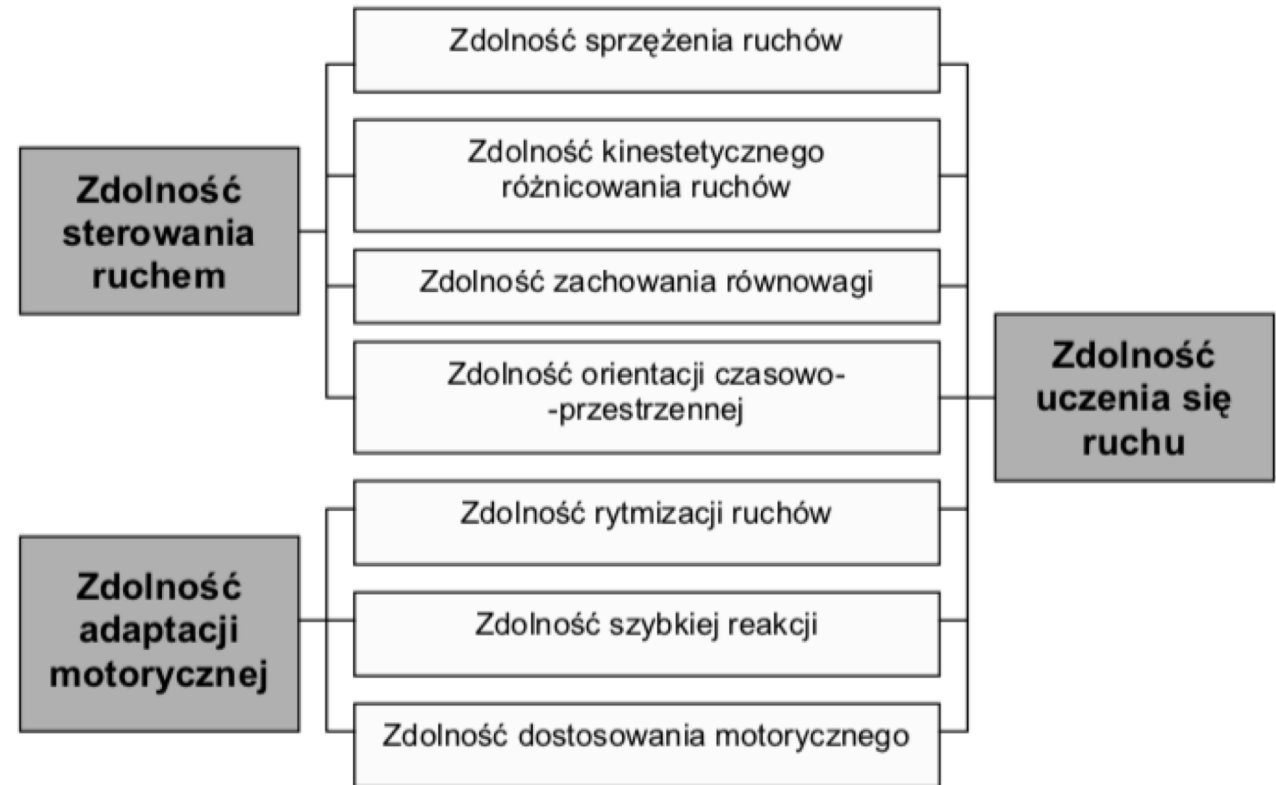 Zdolność sprzężenia ruchów
Zdolność kinestetycznego
różnicowania ruchów
Zdolność
sterowania
ruchem
Zdolność zachowania równowagi
Zdolność orientacji czasowo-
-przestrzennej
Zdolność
uczenia się
ruchu
Zdolność rytmizacji ruchów
Zdolność
adaptacji
motorycznej
Zdolność szybkiej reakcji
Zdolność dostosowania motorycznego